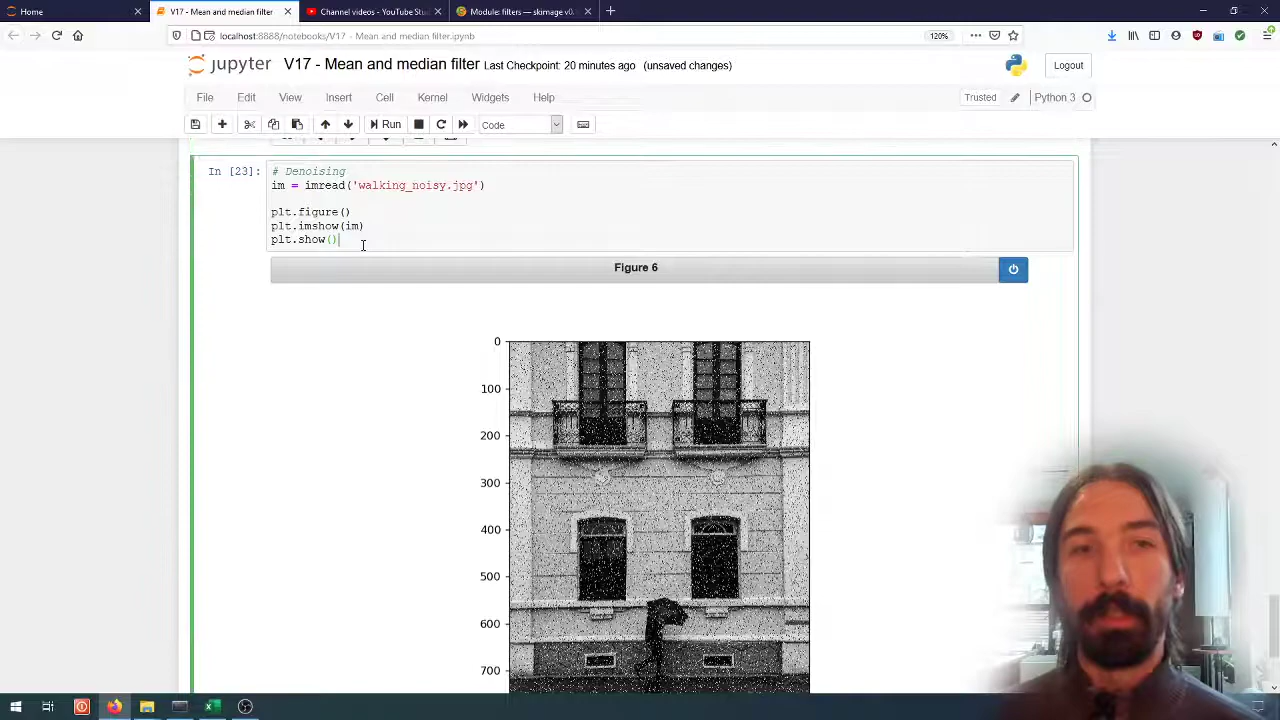 Home
V17 - Mean and median filter
Channel videos - YouTube Stud
Module: filters — skimage v0.
localhost:8888/notebooks/V17 - Mean and median filter.ipynb
120%
jupyter V17 - Mean and median filter Last Checkpoint: 20 minutes ago (unsaved changes)
Logout
File Edit View Insert Cell Kernel Widgets Help
Trusted
Python 3
Run
Code
In [23]:
# Denoising
im = imread('walking_noisy.jpg')
plt.figure()
plt.imshow(im)
plt.show()
Figure 6
0
100
200
300
400
500
600
700